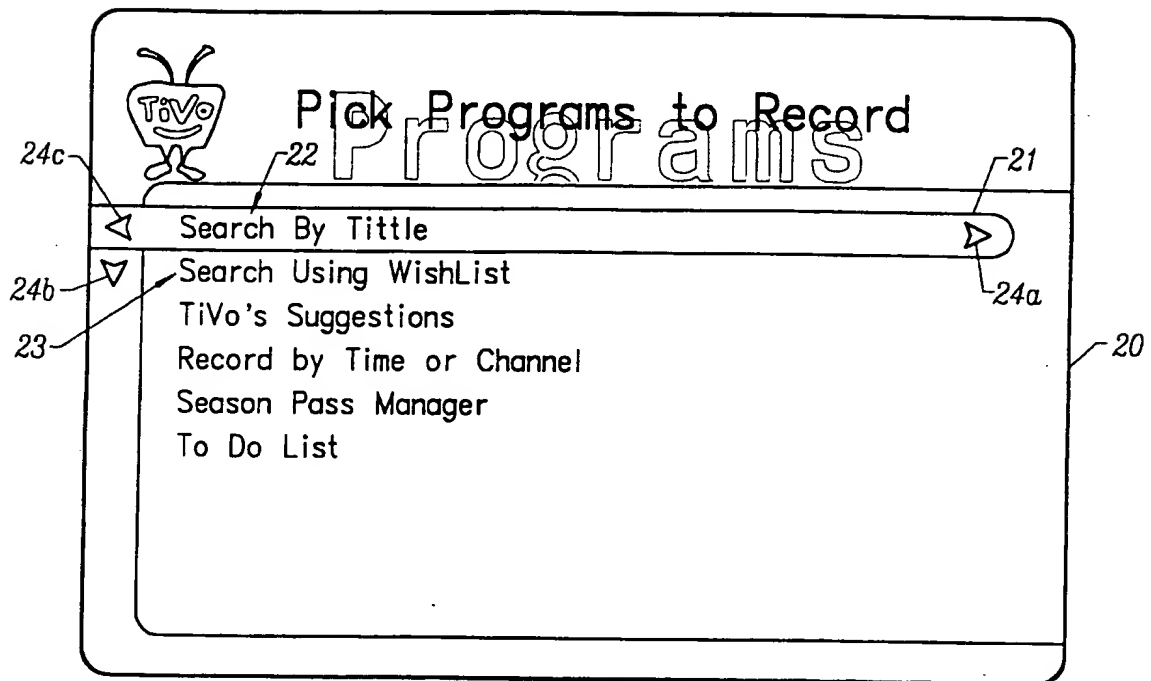 TiVo
Pick Programs to Record
Programs
24c
22
21
Search By Tittle
24b
Search Using WishList
24a
23
TiVo's Suggestions
20
Record by Time or Channel
Season Pass Manager
To Do List